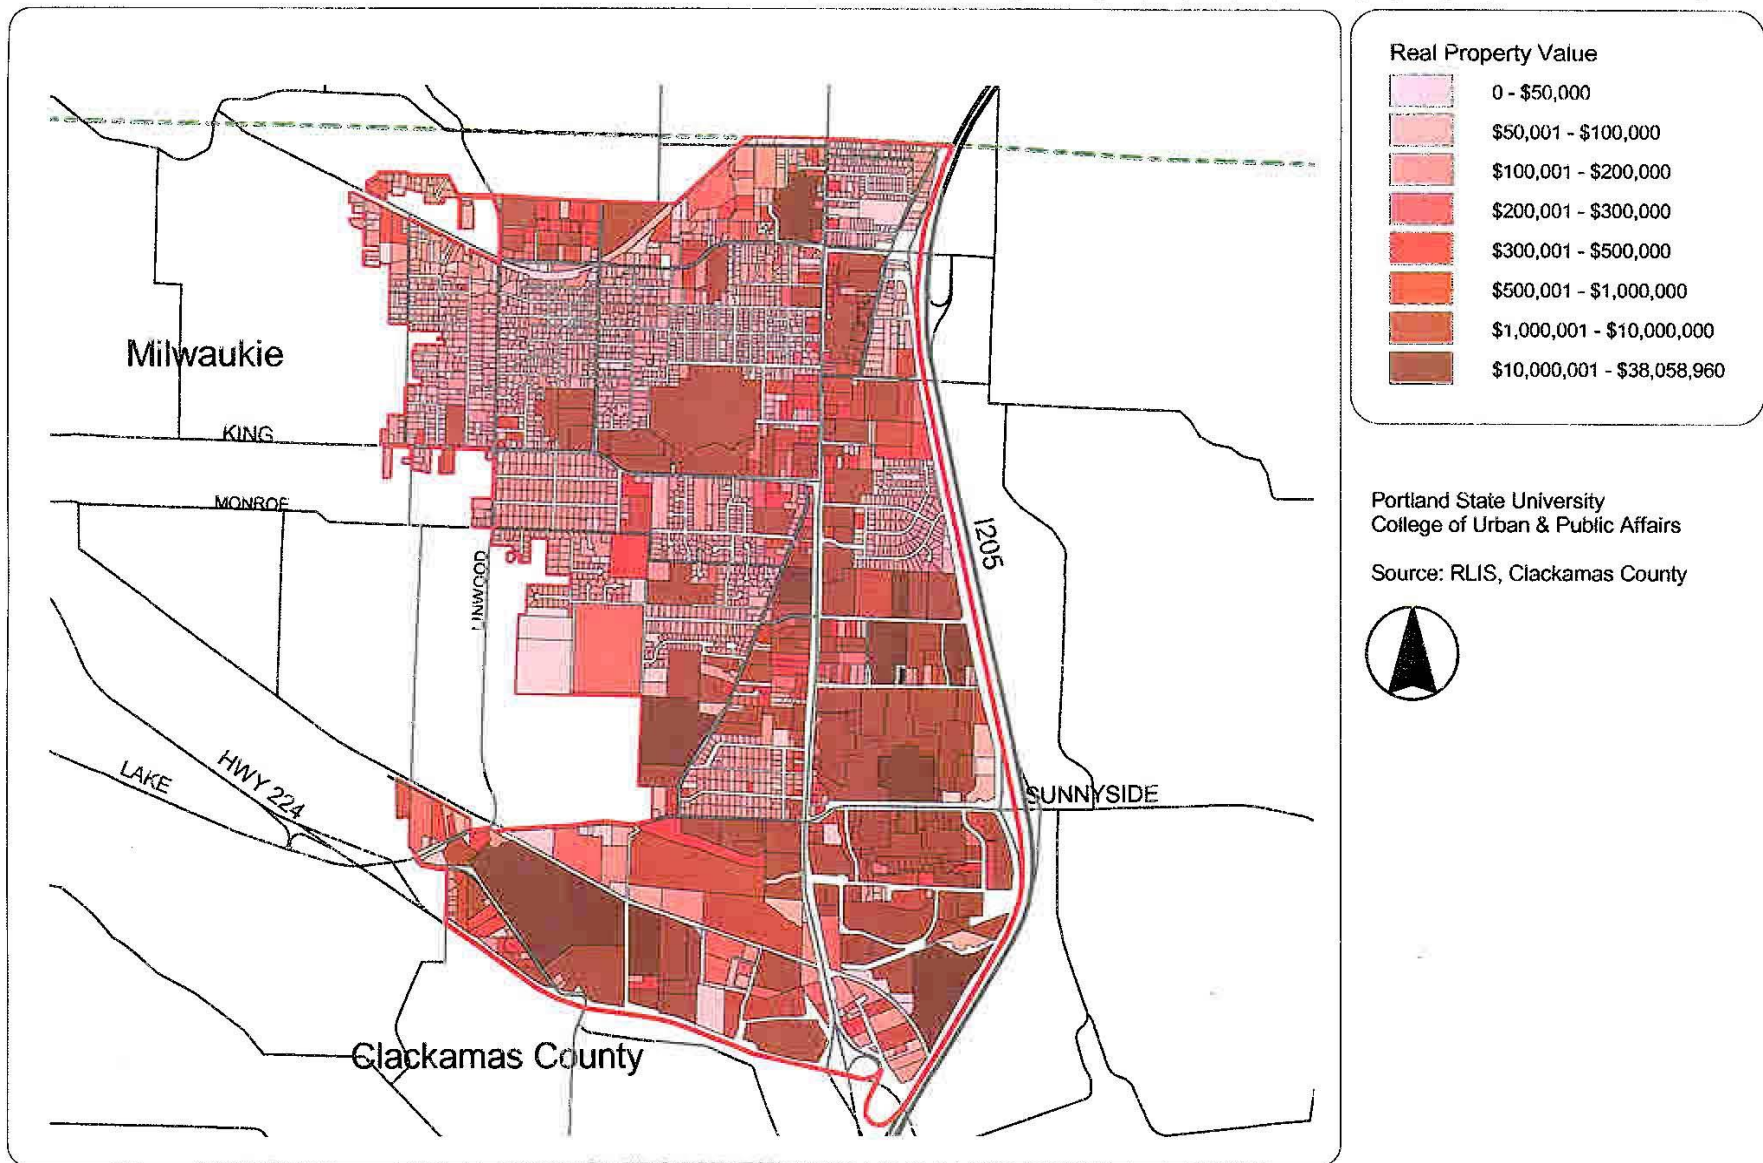 Real Property Value
0 - $50,000
$50,001 - $100,000
$100,001 - $200,000
$200,001 - $300,000
$300,001 - $500,000
$500,001 - $1,000,000
$1,000,001 - $10,000,000
$10,000,001 - $38,058,960
Milwaukie
KING
MONROE
LINWOOD
I205
LAKE
HWY 224
SUNNYSIDE
Clackamas County
Portland State University
College of Urban & Public Affairs
Source: RLIS, Clackamas County